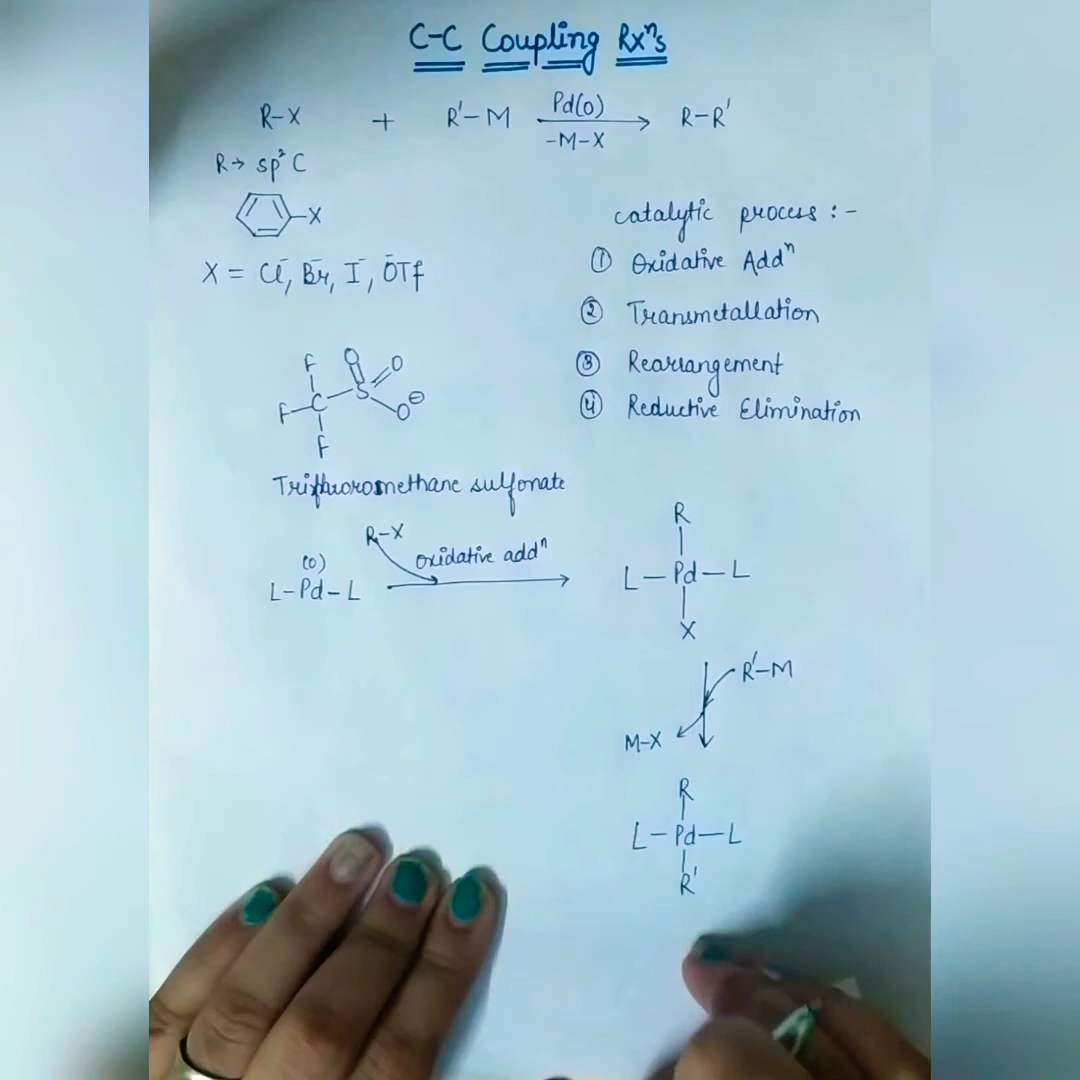 C-C Coupling Rxⁿs
R-X + R'-M Pd(0) R-R'
-M-X
R→ sp² C
X
catalytic process :-
X = Cl⁻, Br⁻, I⁻, ŌTf
① Oxidative Addⁿ
② Transmetallation
③ Rearrangement
④ Reductive Elimination
F O O
F C S O⊖
F
Trifluoromethane sulfonate
R-X oxidative addⁿ
(0)
L-Pd-L
R
L-Pd-L
X
R'-M
M-X
R
L-Pd-L
R'